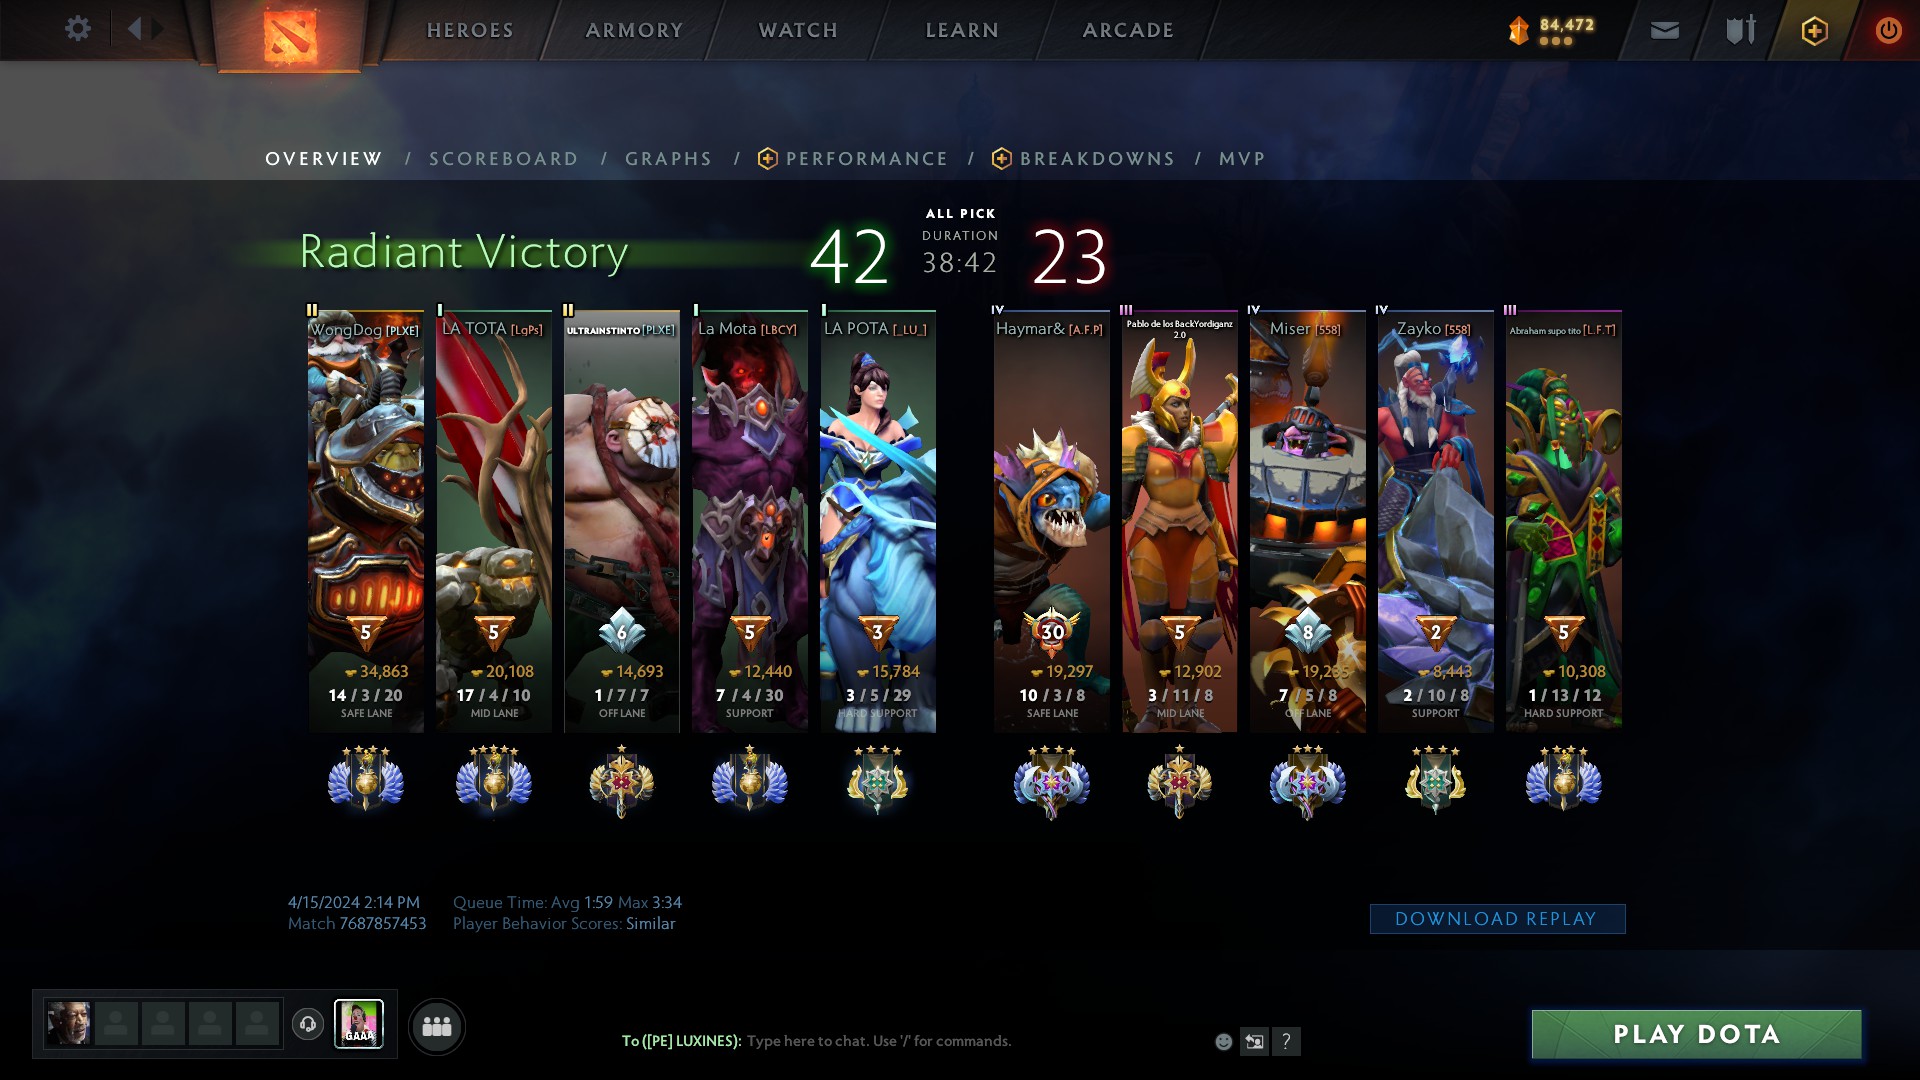 HEROES ARMORY WATCH LEARN ARCADE 84,472
OVERVIEW / SCOREBOARD / GRAPHS / PERFORMANCE / BREAKDOWNS / MVP
Radiant Victory 42 ALL PICK 23
DURATION
38:42
II I II I I IV III IV IV III
WongDog [PLXE] LA TOTA [LgPs] ULTRAINSTINTO [PLXE] La Mota [LBCY] LA POTA [_LU_] Haymar& [A.F.P] Pablo de los BackYordiganz 2.0 Miser [558] Zayko [558] Abraham supo tito [L.F.T]
5 5 6 5 3 30 5 8 2 5
34,863 20,108 14,693 12,440 15,784 19,297 12,902 19,235 8,443 10,308
14 / 3 / 20 17 / 4 / 10 1 / 7 / 7 7 / 4 / 30 3 / 5 / 29 10 / 3 / 8 3 / 11 / 8 7 / 5 / 8 2 / 10 / 8 1 / 13 / 12
SAFE LANE MID LANE OFF LANE SUPPORT HARD SUPPORT SAFE LANE MID LANE OFF LANE SUPPORT HARD SUPPORT
4/15/2024 2:14 PM Queue Time: Avg 1:59 Max 3:34
Match 7687857453 Player Behavior Scores: Similar
DOWNLOAD REPLAY
GAAA
To ([PE] LUXINES): Type here to chat. Use '/' for commands.
?
PLAY DOTA